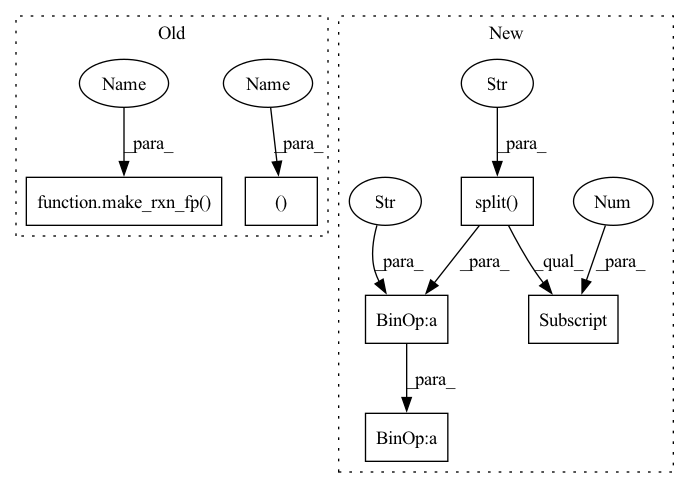 Old
New
Name
Name
Str
_para_
_para_
_para_
function.make_rxn_fp()
()
Str
split()
Num
_para_
_para_
_qual_
_para_
BinOp:a
Subscript
_para_
BinOp:a